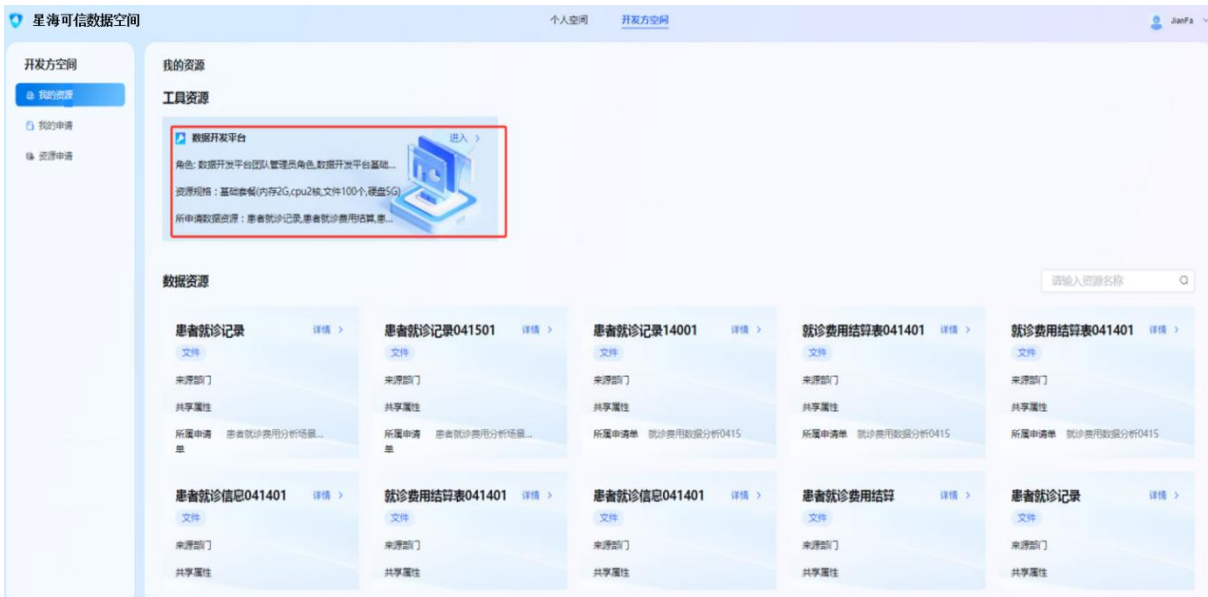 星海可信数据空间
个人空间
开发方空间
JianFa
开发方空间
我的资源
我的申请
资源申请
我的资源
工具资源
数据开发平台
进入
角色: 数据开发平台团队管理员角色,数据开发平台基础...
资源规格：基础套餐(内存2G,cpu2核,文件100个,硬盘5G)
所申请数据资源：患者就诊记录,患者就诊费用结算,患...
数据资源
请输入资源名称
患者就诊记录 详情
文件
来源部门
共享属性
所属申请单 患者就诊费用分析场景...
患者就诊记录041501 详情
文件
来源部门
共享属性
所属申请单 患者就诊费用分析场景...
患者就诊记录14001 详情
文件
来源部门
共享属性
所属申请单 就诊费用数据分析0415
就诊费用结算表041401 详情
文件
来源部门
共享属性
所属申请单 就诊费用数据分析0415
就诊费用结算表041401 详情
文件
来源部门
共享属性
所属申请单 就诊费用数据分析0415
患者就诊信息041401 详情
文件
来源部门
共享属性
就诊费用结算表041401 详情
文件
来源部门
共享属性
患者就诊信息041401 详情
文件
来源部门
共享属性
患者就诊费用结算 详情
文件
来源部门
共享属性
患者就诊记录 详情
文件
来源部门
共享属性